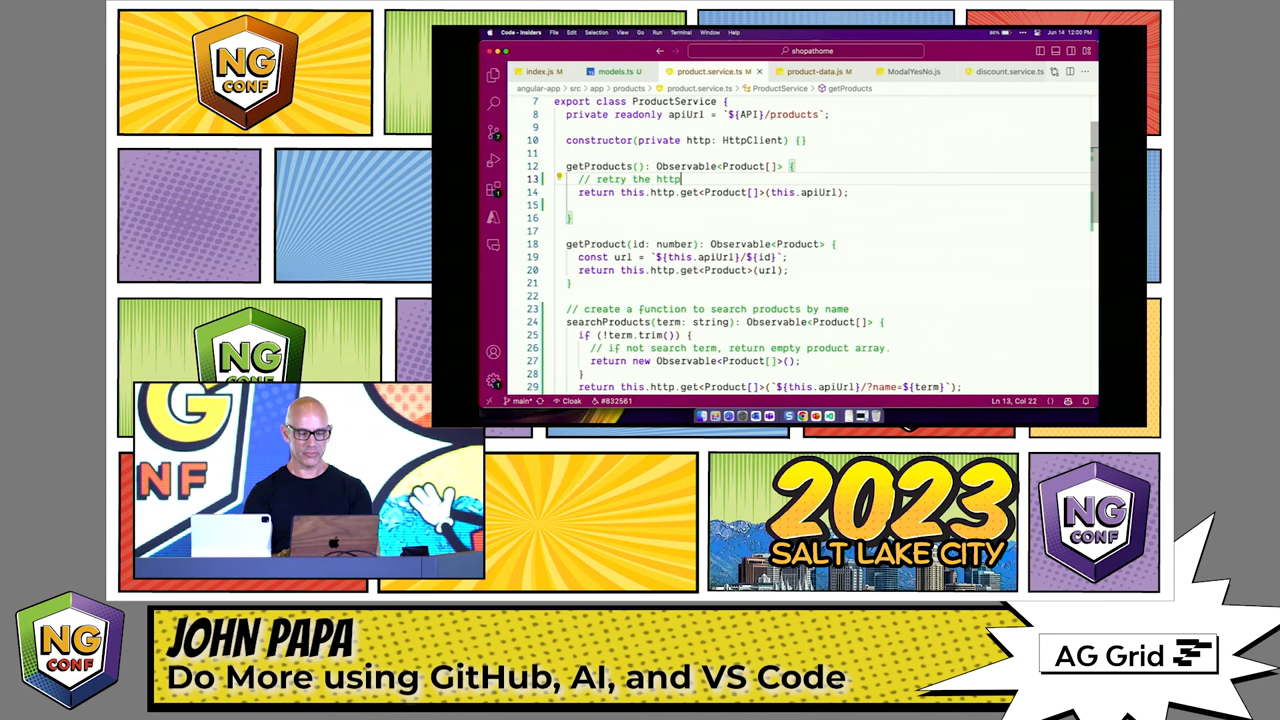 NG
CONF
Code - Insiders File Edit Selection View Go Run Terminal Window Help
Jun 14 12:00 PM
shopathome
index.js M
models.ts U
product.service.ts M
product-data.js M
ModalYesNo.js
discount.service.ts
angular-app > src > app > products > product.service.ts > ProductService > getProducts
7 export class ProductService {
8 private readonly apiUrl = `${API}/products`;
9
10 constructor(private http: HttpClient) {}
11
12 getProducts(): Observable<Product[]> {
13 // retry the http
14 return this.http.get<Product[]>(this.apiUrl);
15
16 }
17
18 getProduct(id: number): Observable<Product> {
19 const url = `${this.apiUrl}/${id}`;
20 return this.http.get<Product>(url);
21 }
22
23 // create a function to search products by name
24 searchProducts(term: string): Observable<Product[]> {
25 if (!term.trim()) {
26 // if not search term, return empty product array.
27 return new Observable<Product[]>();
28 }
29 return this.http.get<Product[]>(`${this.apiUrl}/?name=${term}`);
main* Cloak #832561 Ln 13, Col 22
NG
G
NF
2023
SALT LAKE CITY
NG
CONF
NG
CONF
JOHN PAPA
Do More using GitHub, AI, and VS Code
AG Grid